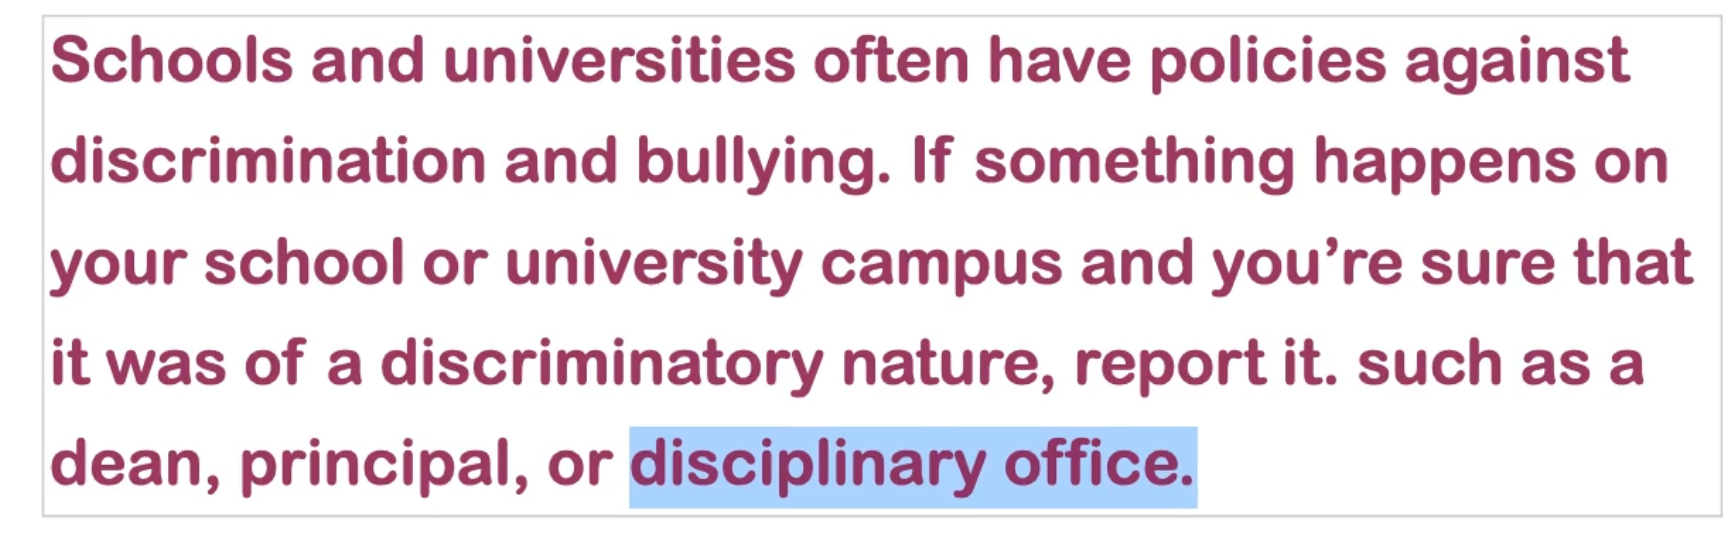 Schools and universities often have policies against
discrimination and bullying. If something happens on
your school or university campus and you’re sure that
it was of a discriminatory nature, report it. such as a
dean, principal, or disciplinary office.